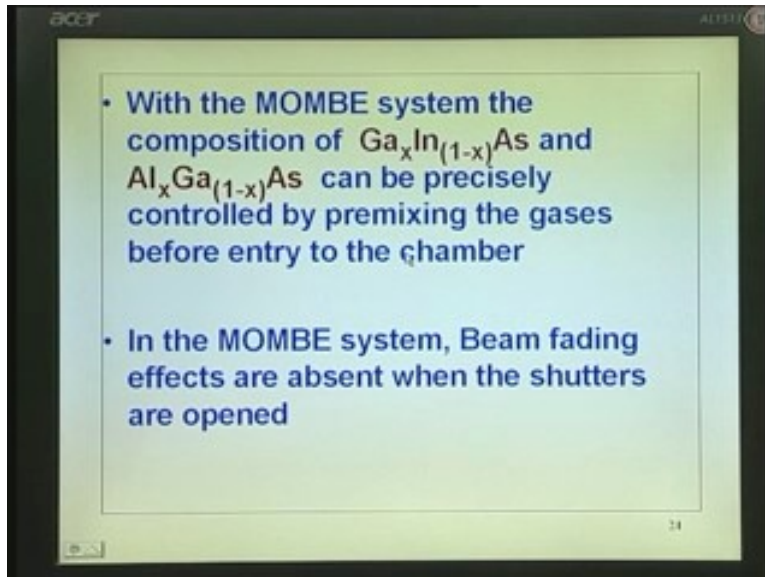 acer
• With the MOMBE system the
composition of GaₓIn₍₁₋ₓ₎As and
AlₓGa₍₁₋ₓ₎As can be precisely
controlled by premixing the gases
before entry to the chamber
• In the MOMBE system, Beam fading
effects are absent when the shutters
are opened
24